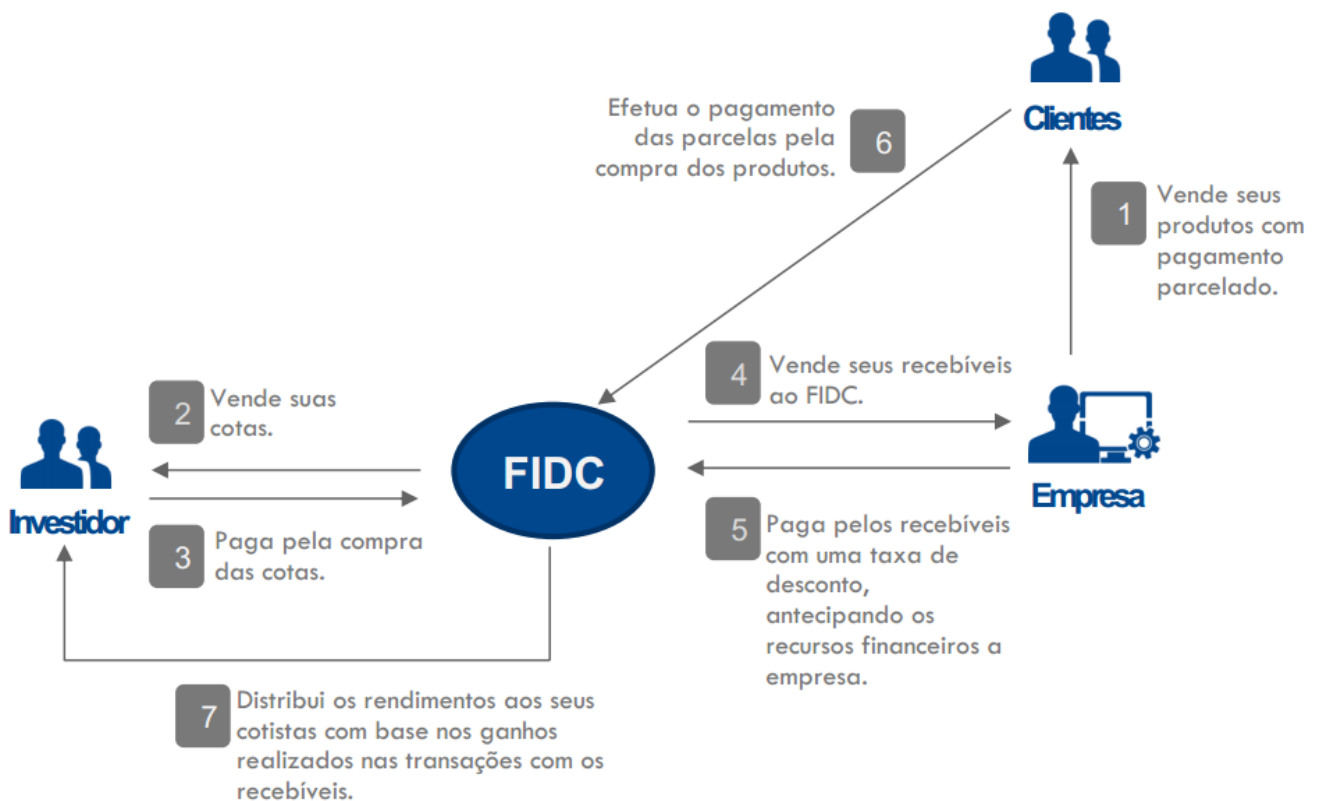 Clientes
Efetua o pagamento
das parcelas pela
compra dos produtos.
6
1
Vende seus
produtos com
pagamento
parcelado.
4
Vende seus recebíveis
ao FIDC.
2
Vende suas
cotas.
FIDC
Investidor
Empresa
3
Paga pela compra
das cotas.
5
Paga pelos recebíveis
com uma taxa de
desconto,
antecipando os
recursos financeiros a
empresa.
7
Distribui os rendimentos aos seus
cotistas com base nos ganhos
realizados nas transações com os
recebíveis.